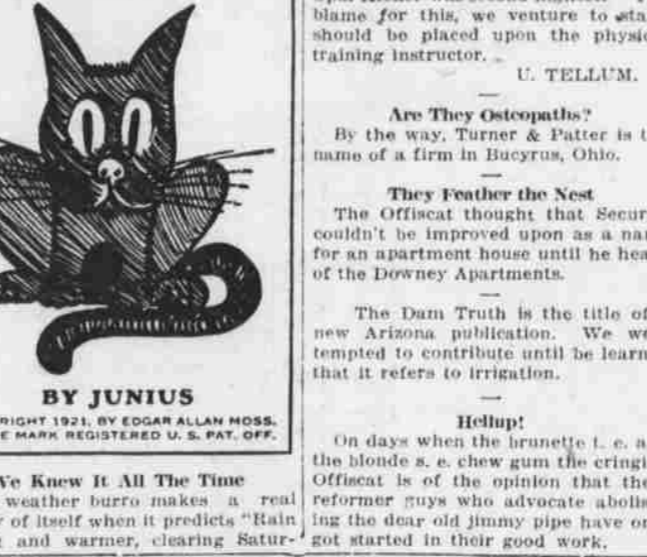 BY JUNIUS
RIGHT 1921, BY EDGAR ALLAN MOSS.
E MARK REGISTERED U. S. PAT. OFF.
Ve Knew It All The Time
weather burro makes a real
of itself when it predicts "Rain
and warmer, clearing Satur-
blame for this, we venture to sta
should be placed upon the physic
training instructor.
U. TELLUM.
Are They Osteopaths?
By the way, Turner & Patter is t
name of a firm in Bucyrus, Ohio.
They Feather the Nest
The Offiscat thought that Secur
couldn't be improved upon as a nam
for an apartment house until he hea
of the Downey Apartments.
The Dam Truth is the title of
new Arizona publication. We we
tempted to contribute until be learn
that it refers to irrigation.
Hellup!
On days when the brunette t. e. a
the blonde s. e. chew gum the cringi
Offiscat is of the opinion that the
reformer guys who advocate abolis
ing the dear old jimmy pipe have on
got started in their good work.